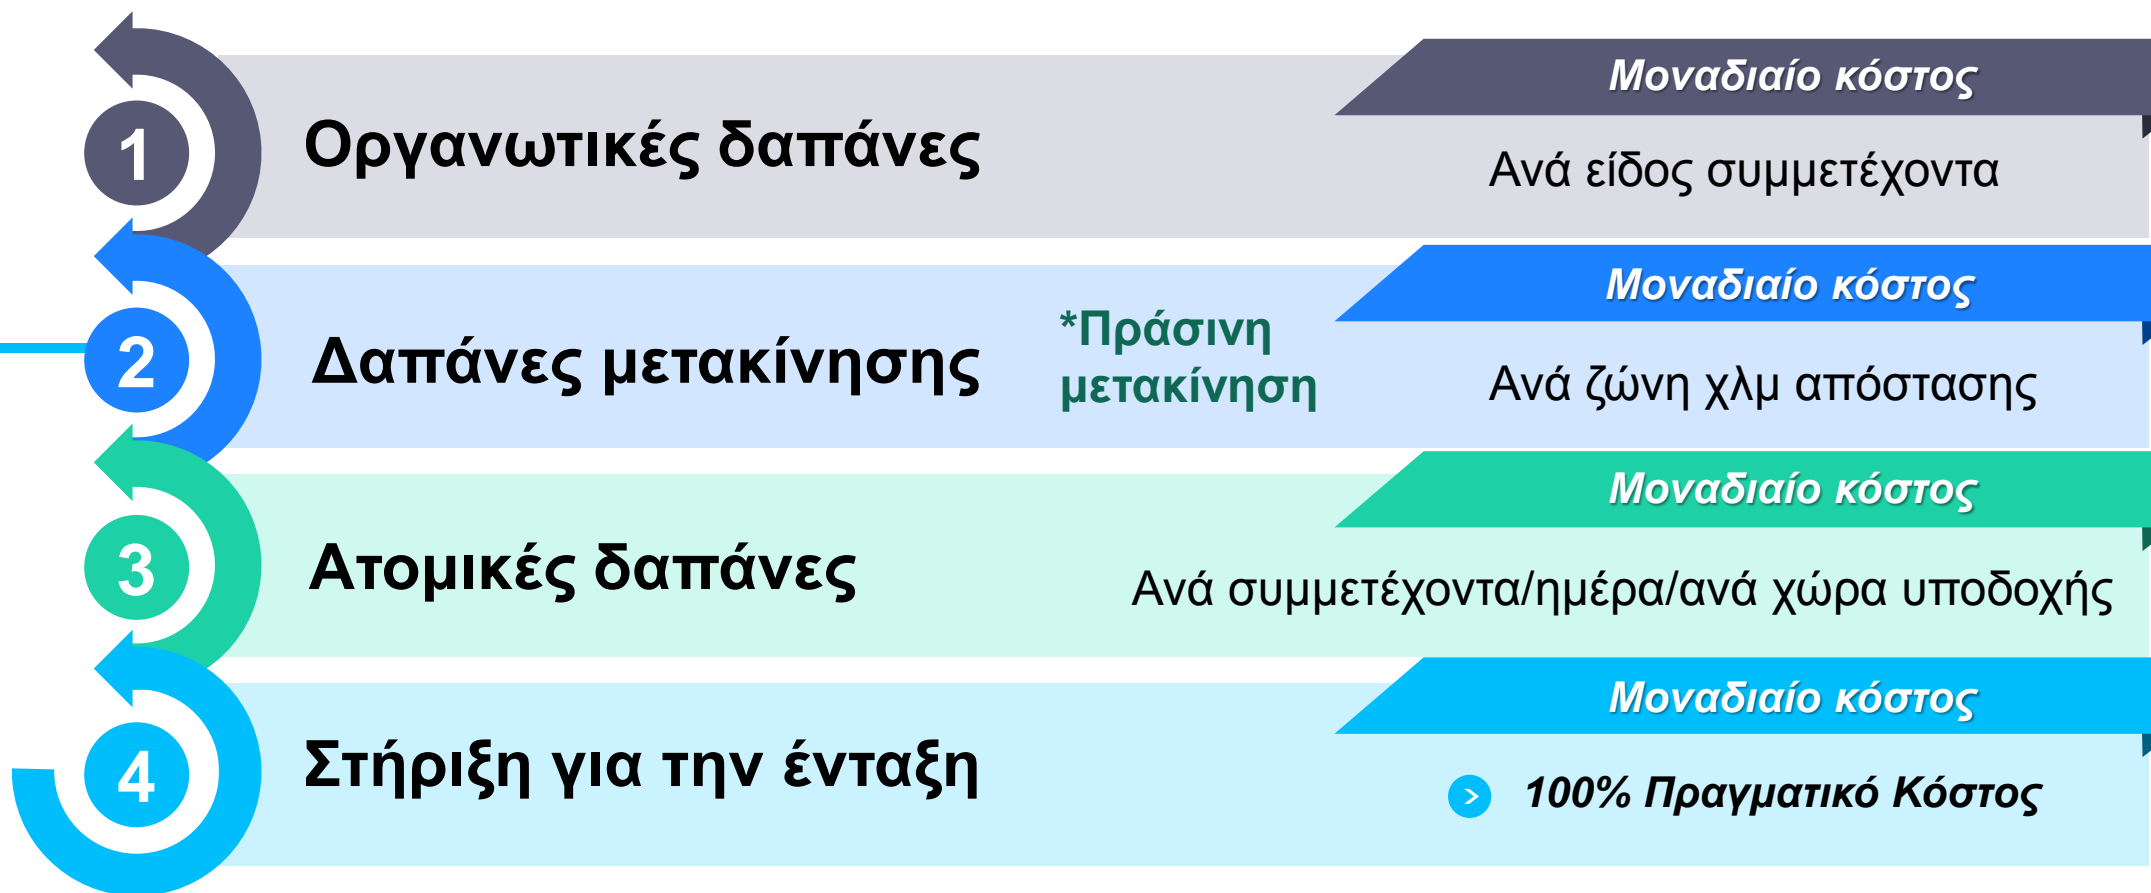 Μοναδιαίο κόστος
1
Οργανωτικές δαπάνες
Ανά είδος συμμετέχοντα
Μοναδιαίο κόστος
2
Δαπάνες μετακίνησης
*Πράσινη
μετακίνηση
Ανά ζώνη χλμ απόστασης
Μοναδιαίο κόστος
3
Ατομικές δαπάνες
Ανά συμμετέχοντα/ημέρα/ανά χώρα υποδοχής
Μοναδιαίο κόστος
4
Στήριξη για την ένταξη
100% Πραγματικό Κόστος